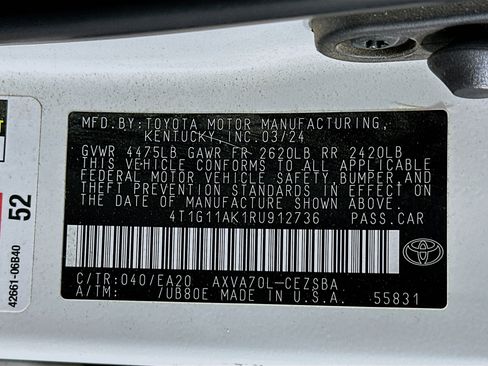 MFD.BY:TOYOTA MOTOR MANUFACTURING,
KENTUCKY, INC.03/24
GVWR 4475LB GAWR FR 2620LB RR 2420LB
THIS VEHICLE CONFORMS TO ALL APPLICABLE
FEDERAL MOTOR VEHICLE SAFETY, BUMPER AND
THEFT PREVENTION STANDARDS IN EFFECT ON
THE DATE OF MANUFACTURE SHOWN ABOVE.
4T1G11AK1RU912736 PASS.CAR
C/TR:040/EA20 AXVA70L-CEZSBA
A/TM: /UB80E MADE IN U.S.A. 55831
TOYOTA
52
42661-06B40